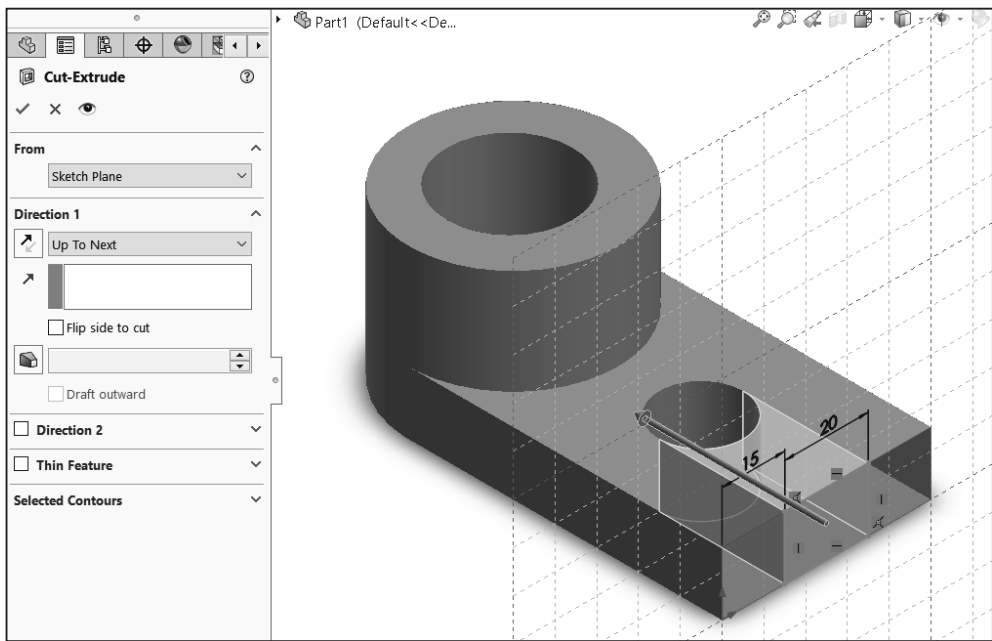 Part1 (Default<<De...
Cut-Extrude
From
Sketch Plane
Direction 1
Up To Next
Flip side to cut
Draft outward
Direction 2
Thin Feature
Selected Contours
15
20